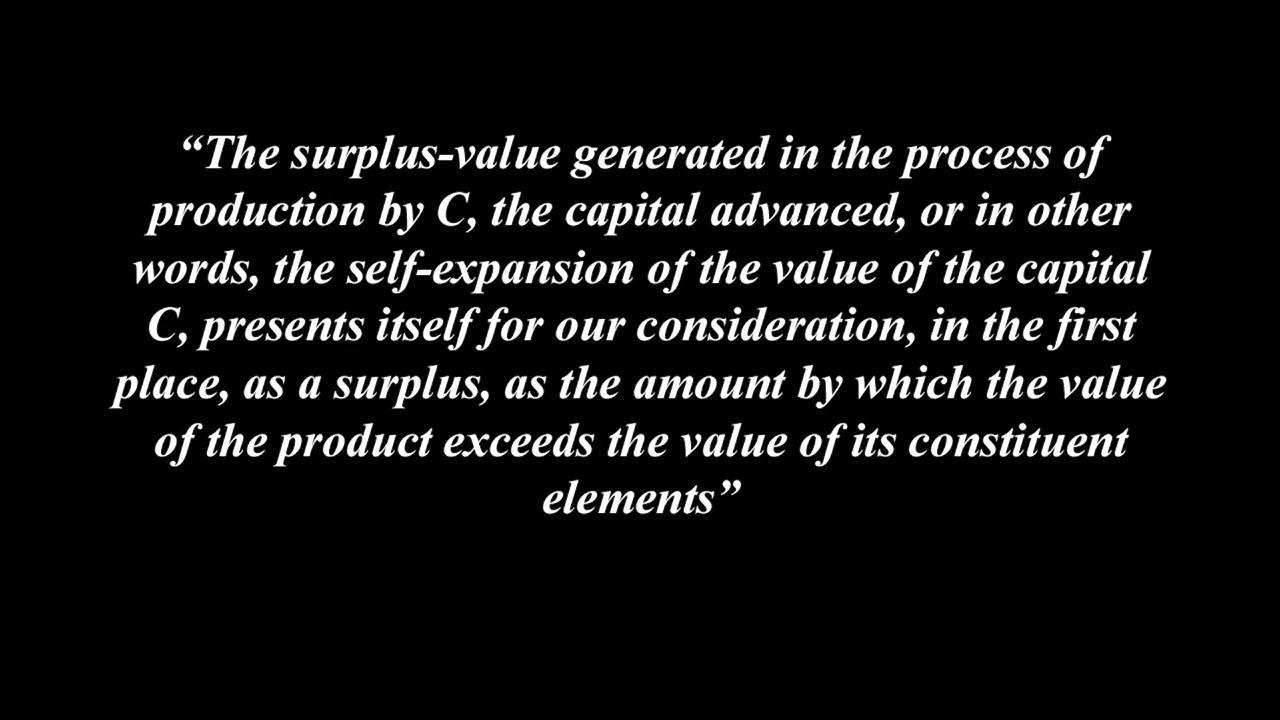 “The surplus-value generated in the process of
production by C, the capital advanced, or in other
words, the self-expansion of the value of the capital
C, presents itself for our consideration, in the first
place, as a surplus, as the amount by which the value
of the product exceeds the value of its constituent
elements”